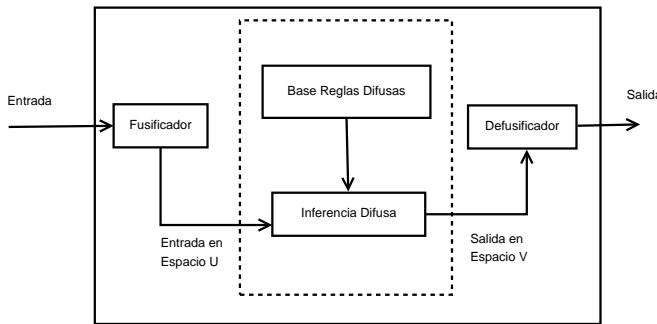 Base Reglas Difusas
Entrada
Salida
Fusificador
Defusificador
Inferencia Difusa
Entrada en
Espacio U
Salida en
Espacio V